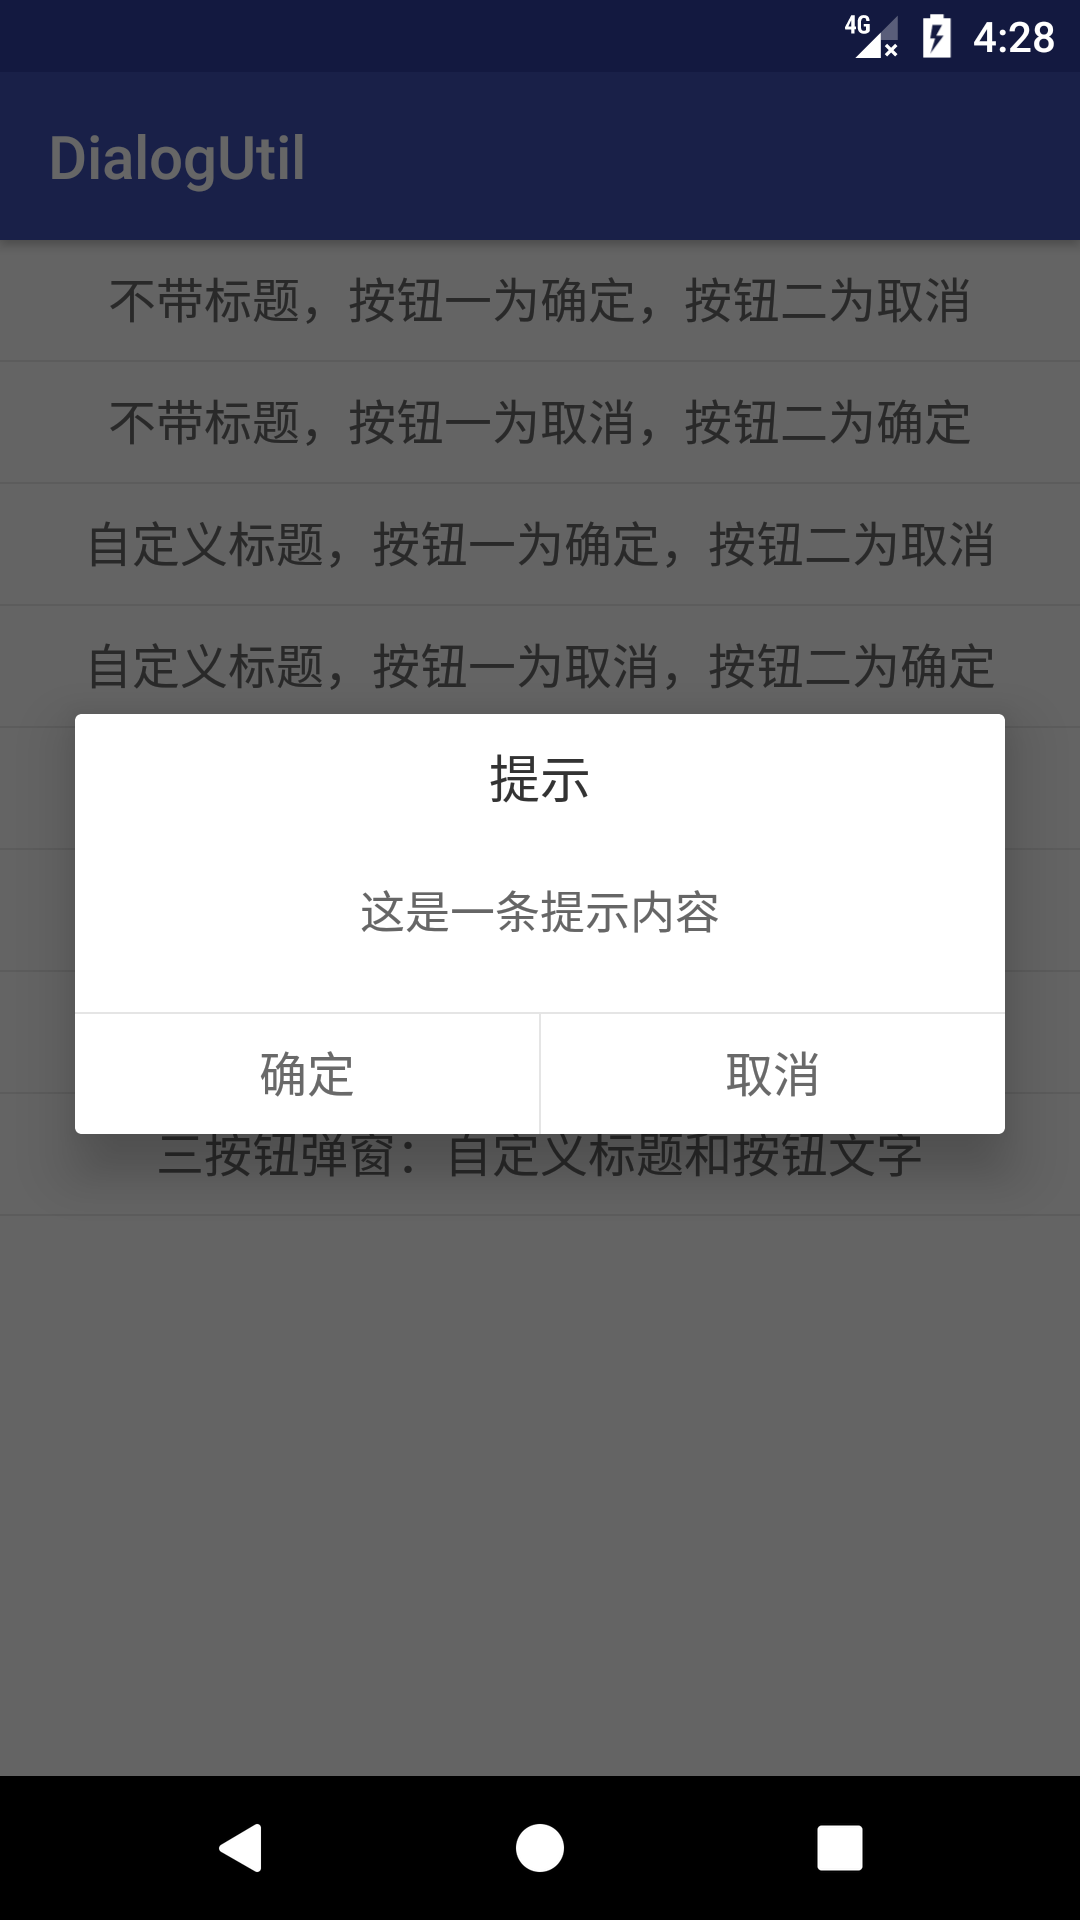 4G 4:28
DialogUtil
不带标题，按钮一为确定，按钮二为取消
不带标题，按钮一为取消，按钮二为确定
自定义标题，按钮一为确定，按钮二为取消
自定义标题，按钮一为取消，按钮二为确定
提示
这是一条提示内容
确定
取消
三按钮弹窗：自定义标题和按钮文字